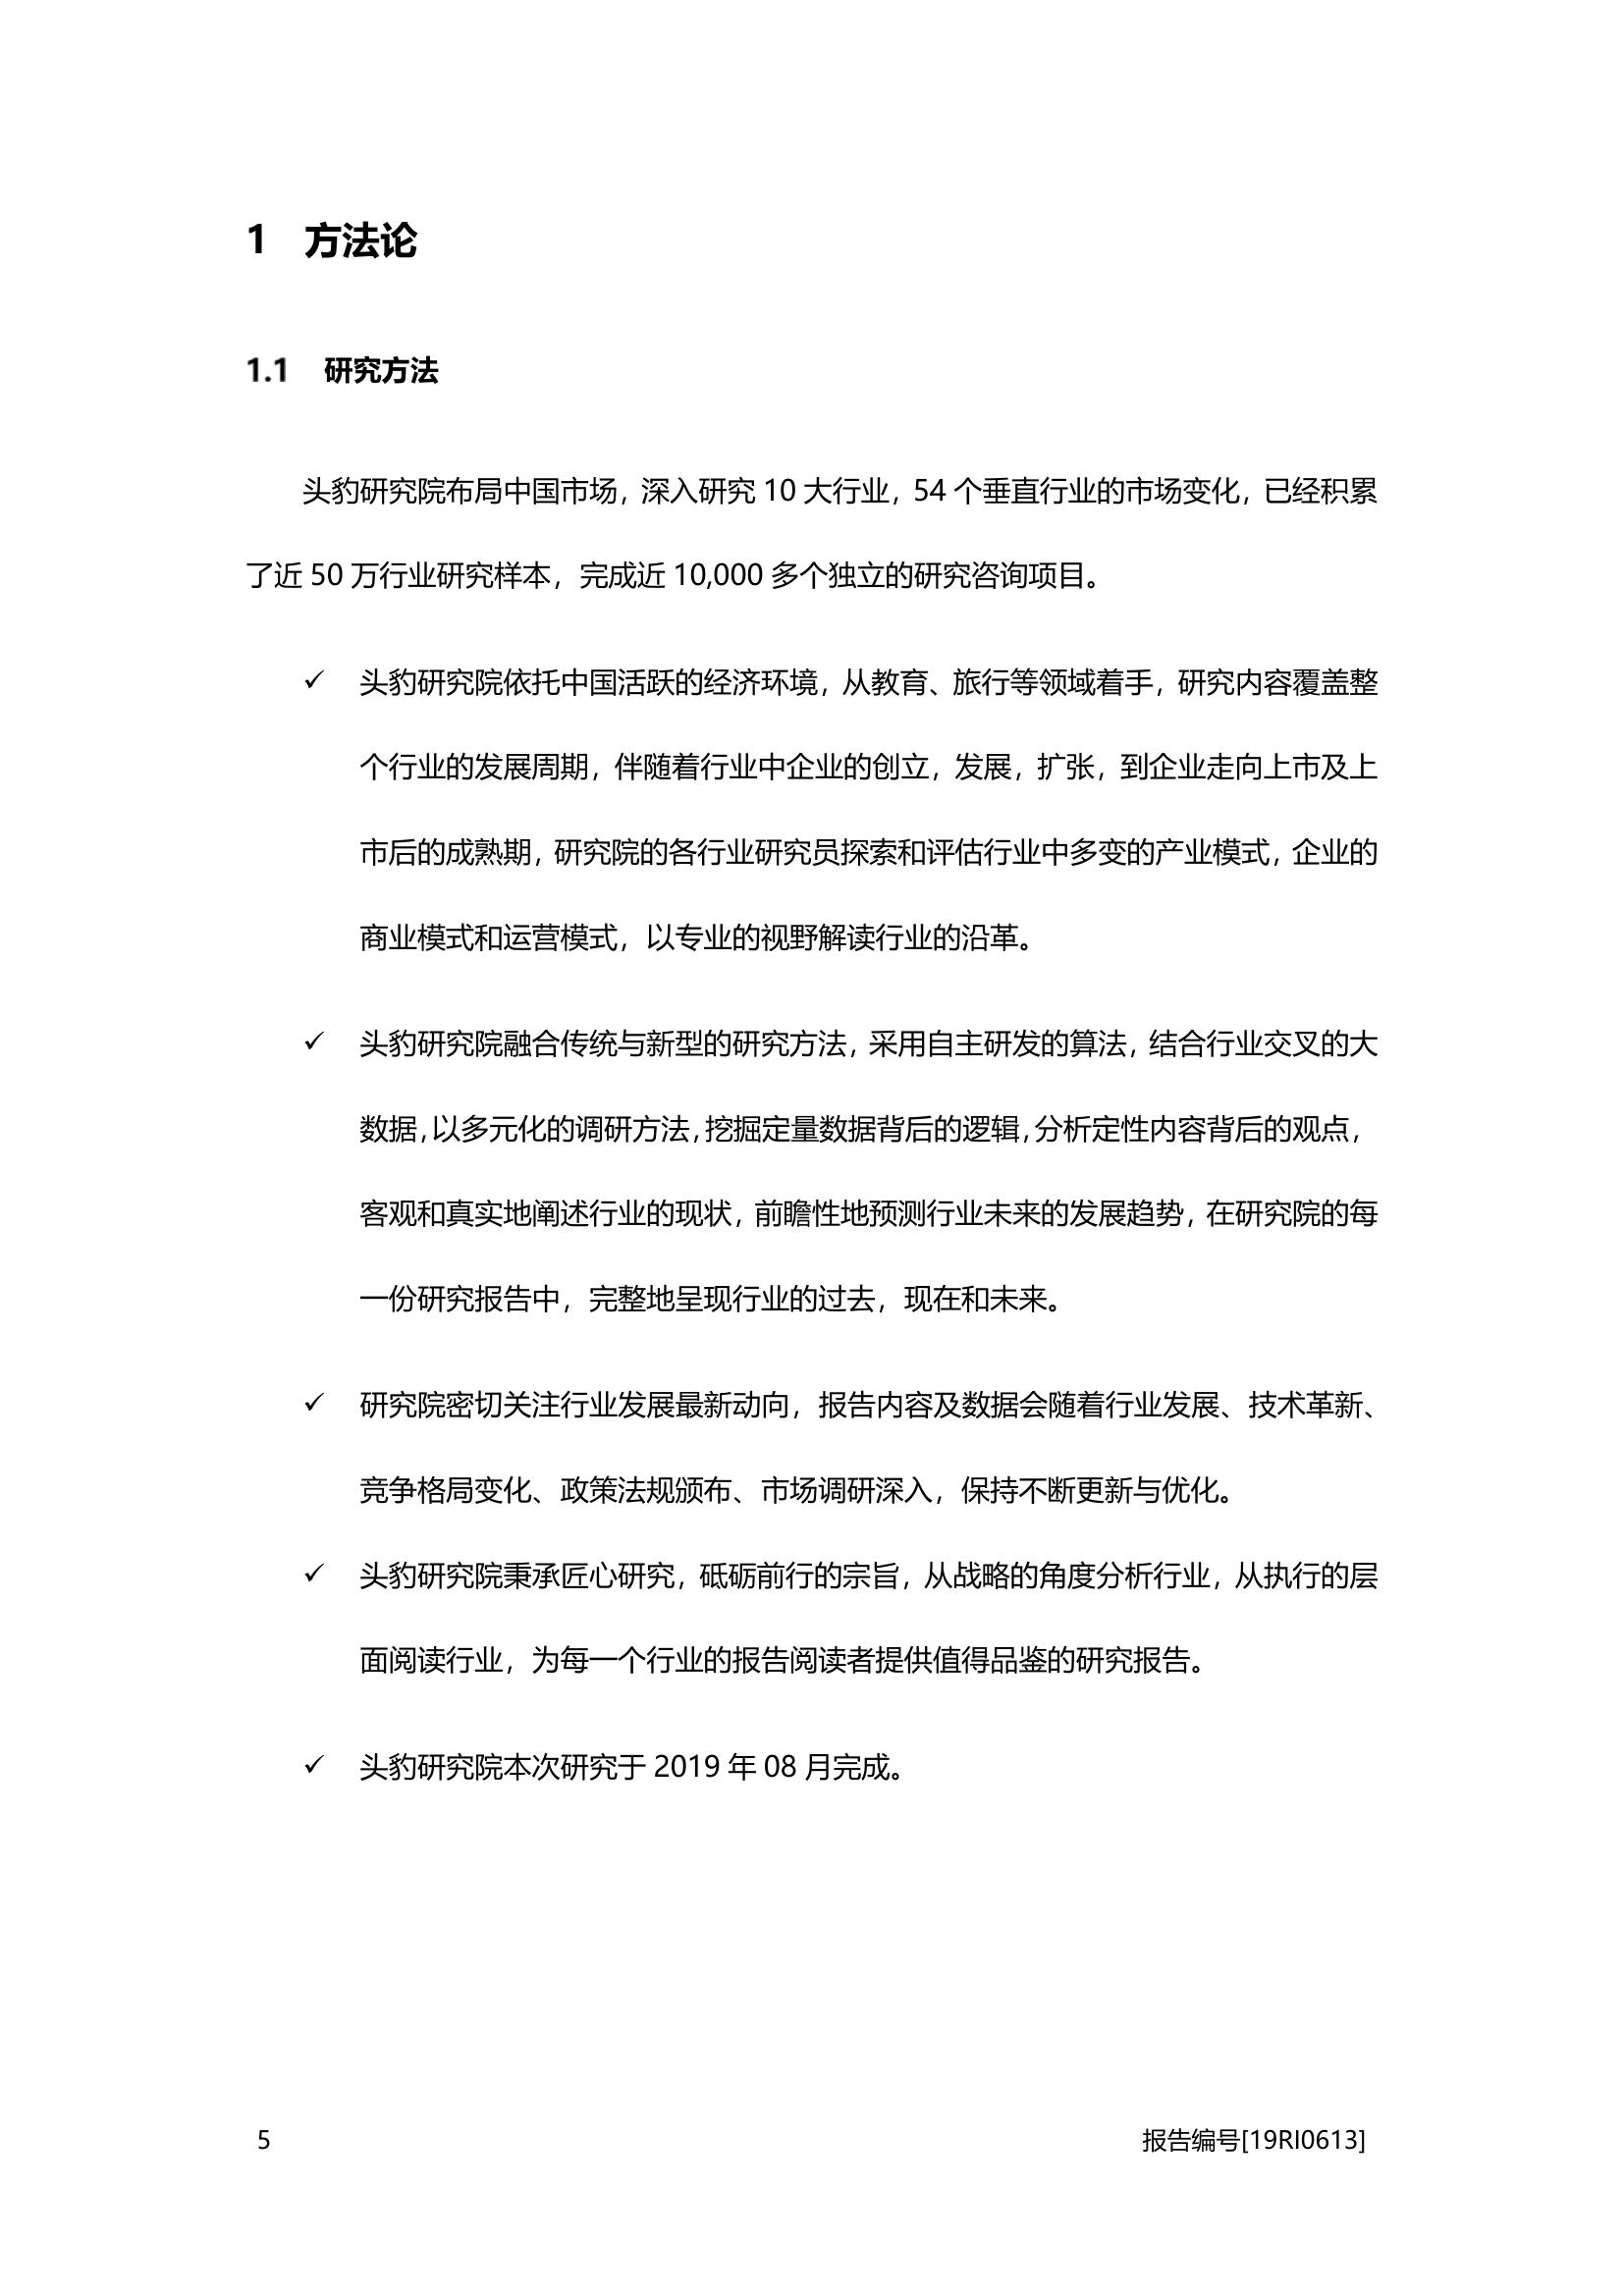 1 方法论
1.1 研究方法
头豹研究院布局中国市场，深入研究 10 大行业，54 个垂直行业的市场变化，已经积累
了近 50 万行业研究样本，完成近 10,000 多个独立的研究咨询项目。
✓ 头豹研究院依托中国活跃的经济环境，从教育、旅行等领域着手，研究内容覆盖整
个行业的发展周期，伴随着行业中企业的创立，发展，扩张，到企业走向上市及上
市后的成熟期，研究院的各行业研究员探索和评估行业中多变的产业模式，企业的
商业模式和运营模式，以专业的视野解读行业的沿革。
✓ 头豹研究院融合传统与新型的研究方法，采用自主研发的算法，结合行业交叉的大
数据，以多元化的调研方法，挖掘定量数据背后的逻辑，分析定性内容背后的观点，
客观和真实地阐述行业的现状，前瞻性地预测行业未来的发展趋势，在研究院的每
一份研究报告中，完整地呈现行业的过去，现在和未来。
✓ 研究院密切关注行业发展最新动向，报告内容及数据会随着行业发展、技术革新、
竞争格局变化、政策法规颁布、市场调研深入，保持不断更新与优化。
✓ 头豹研究院秉承匠心研究，砥砺前行的宗旨，从战略的角度分析行业，从执行的层
面阅读行业，为每一个行业的报告阅读者提供值得品鉴的研究报告。
✓ 头豹研究院本次研究于 2019 年 08 月完成。
5 报告编号[19RI0613]